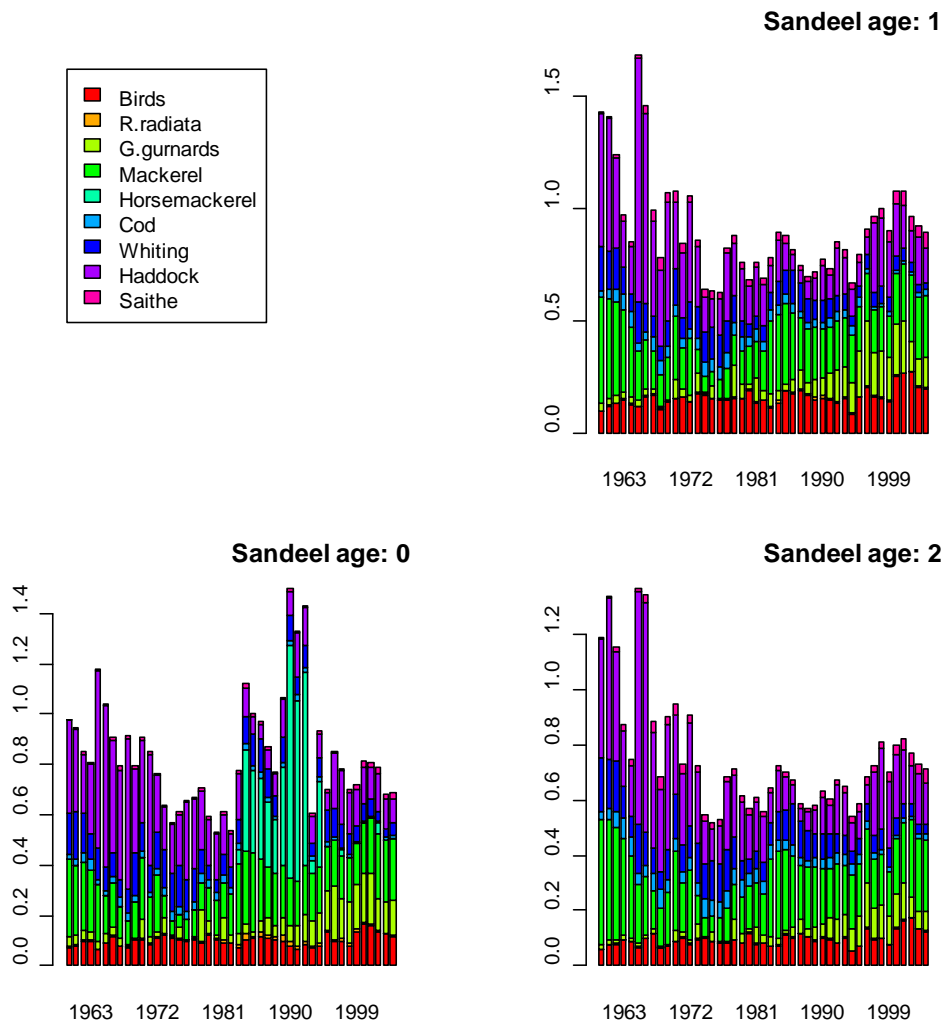 Sandeel age: 1
Birds
R.radiata
G.gurnards
Mackerel
Horsemackerel
Cod
Whiting
Haddock
Saithe
0.0 0.5 1.0 1.5
1963 1972 1981 1990 1999
Sandeel age: 0
0.0 0.2 0.4 0.6 0.8 1.0 1.2 1.4
1963 1972 1981 1990 1999
Sandeel age: 2
0.0 0.2 0.4 0.6 0.8 1.0 1.2
1963 1972 1981 1990 1999